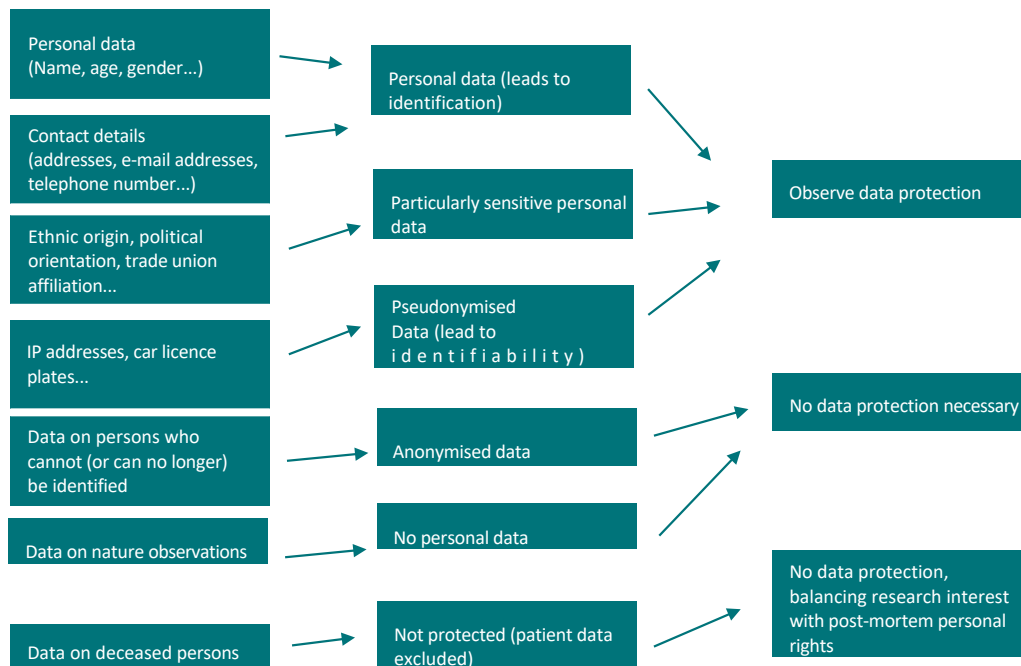 Personal data
(Name, age, gender...)
Contact details
(addresses, e-mail addresses,
telephone number...)
Ethnic origin, political
orientation, trade union
affiliation...
IP addresses, car licence
plates...
Data on persons who
cannot (or can no longer)
be identified
Data on nature observations
Data on deceased persons
Personal data (leads to
identification)
Particularly sensitive personal
data
Pseudonymised
Data (lead to
i d e n t i f i a b i l i t y )
Anonymised data
No personal data
Not protected (patient data
excluded)
Observe data protection
No data protection necessary
No data protection,
balancing research interest
with post-mortem personal
rights